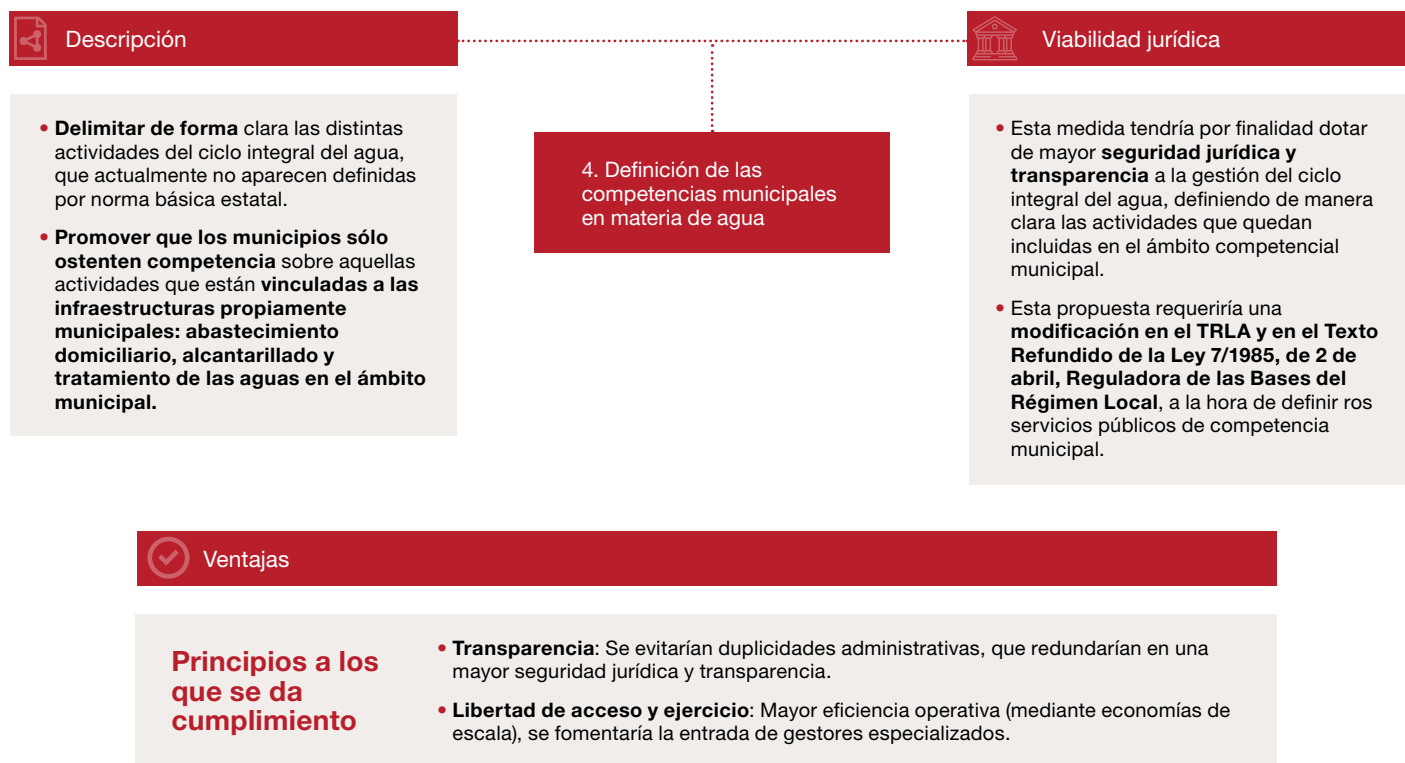 Descripción
• Delimitar de forma clara las distintas
actividades del ciclo integral del agua,
que actualmente no aparecen definidas
por norma básica estatal.
• Promover que los municipios sólo
ostenten competencia sobre aquellas
actividades que están vinculadas a las
infraestructuras propiamente
municipales: abastecimiento
domiciliario, alcantarillado y
tratamiento de las aguas en el ámbito
municipal.
4. Definición de las
competencias municipales
en materia de agua
Viabilidad jurídica
• Esta medida tendría por finalidad dotar
de mayor seguridad jurídica y
transparencia a la gestión del ciclo
integral del agua, definiendo de manera
clara las actividades que quedan
incluidas en el ámbito competencial
municipal.
• Esta propuesta requeriría una
modificación en el TRLA y en el Texto
Refundido de la Ley 7/1985, de 2 de
abril, Reguladora de las Bases del
Régimen Local, a la hora de definir ros
servicios públicos de competencia
municipal.
Ventajas
Principios a los
que se da
cumplimiento
• Transparencia: Se evitarían duplicidades administrativas, que redundarían en una
mayor seguridad jurídica y transparencia.
• Libertad de acceso y ejercicio: Mayor eficiencia operativa (mediante economías de
escala), se fomentaría la entrada de gestores especializados.